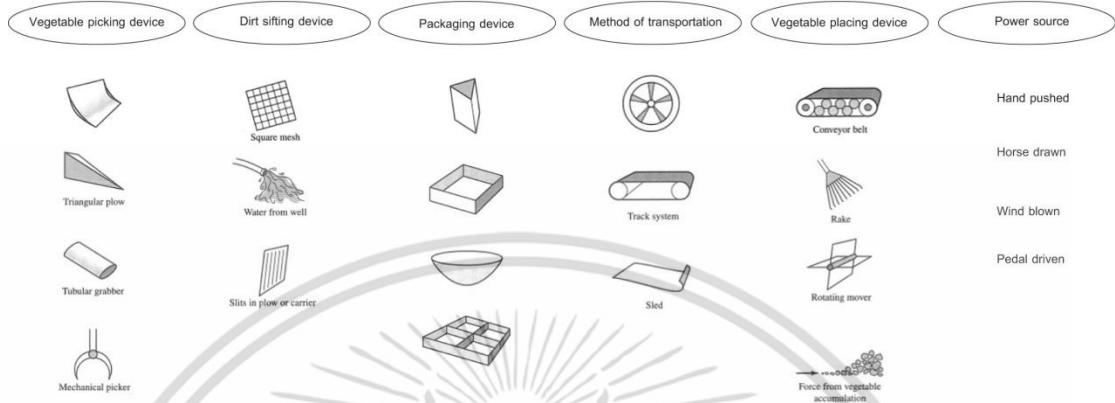 Vegetable picking device
Dirt sifting device
Packaging device
Method of transportation
Vegetable placing device
Power source
Square mesh
Conveyor belt
Hand pushed
Triangular plow
Water from well
Track system
Rake
Horse drawn
Wind blown
Tubular grabber
Slits in plow or carrier
Sled
Rotating mover
Pedal driven
Mechanical picker
Force from vegetable
accumulation